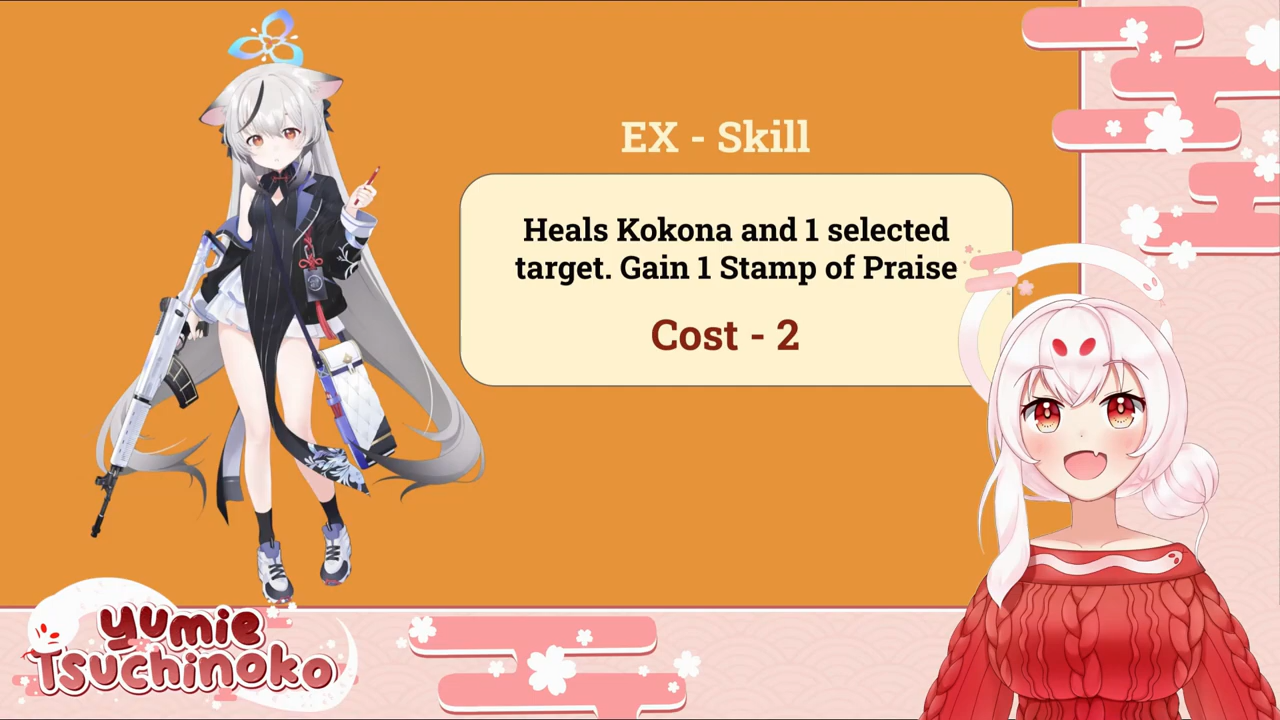 EX - Skill
Heals Kokona and 1 selected
target. Gain 1 Stamp of Praise
Cost - 2
yumie
Tsuchinoko